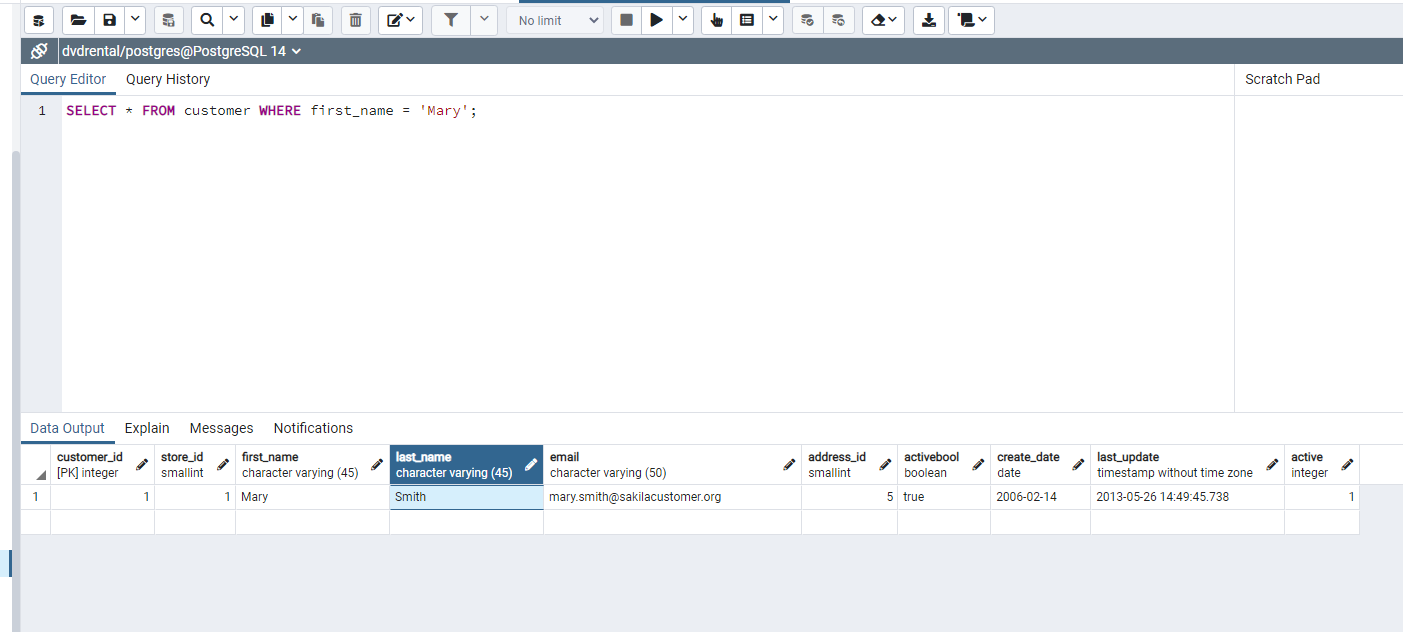 No limit
dvdrental/postgres@PostgreSQL 14
Query Editor Query History Scratch Pad
1 SELECT * FROM customer WHERE first_name = 'Mary';
Data Output Explain Messages Notifications
customer_id store_id first_name last_name email address_id activebool create_date last_update active
[PK] integer smallint character varying (45) character varying (45) character varying (50) smallint boolean date timestamp without time zone integer
1 1 1 Mary Smith mary.smith@sakilacustomer.org 5 true 2006-02-14 2013-05-26 14:49:45.738 1